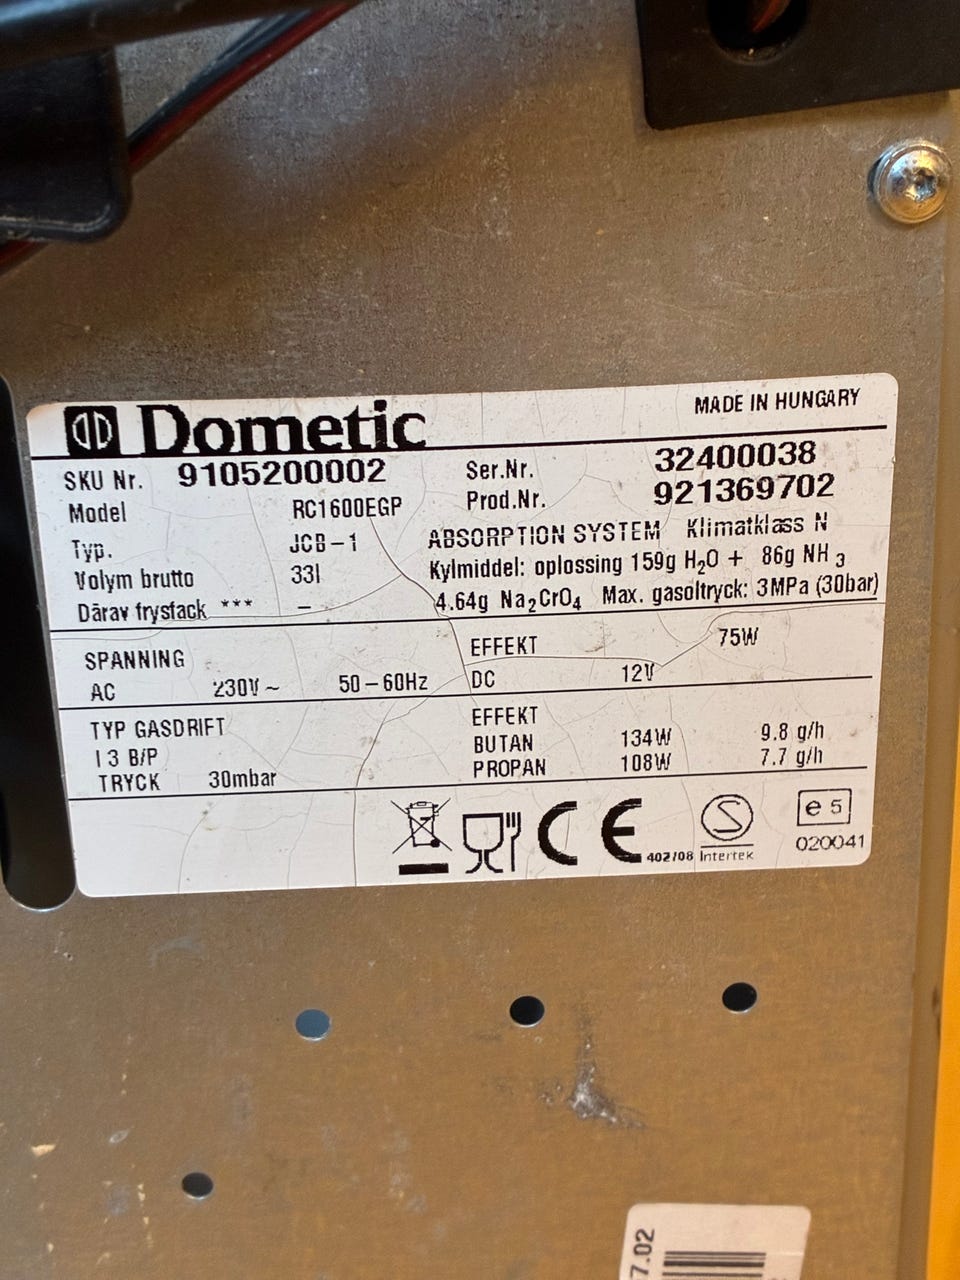 Dometic MADE IN HUNGARY
SKU Nr. 9105200002 Ser.Nr. 32400038
Model RC1600EGP Prod.Nr. 921369702
Typ. JCB-1 ABSORPTION SYSTEM Klimatklass N
Volym brutto 33l Kylmiddel: oplossing 159g H₂O + 86g NH₃
Därav frysfack *** – 4.64g Na₂CrO₄ Max. gasoltryck: 3MPa (30bar)
SPANNING EFFEKT 75W
AC 230V ~ 50-60Hz DC 12V
TYP GASDRIFT EFFEKT
I 3 B/P BUTAN 134W 9.8 g/h
TRYCK 30mbar PROPAN 108W 7.7 g/h
CE 402/08 S Intertek e5 020041
7.02